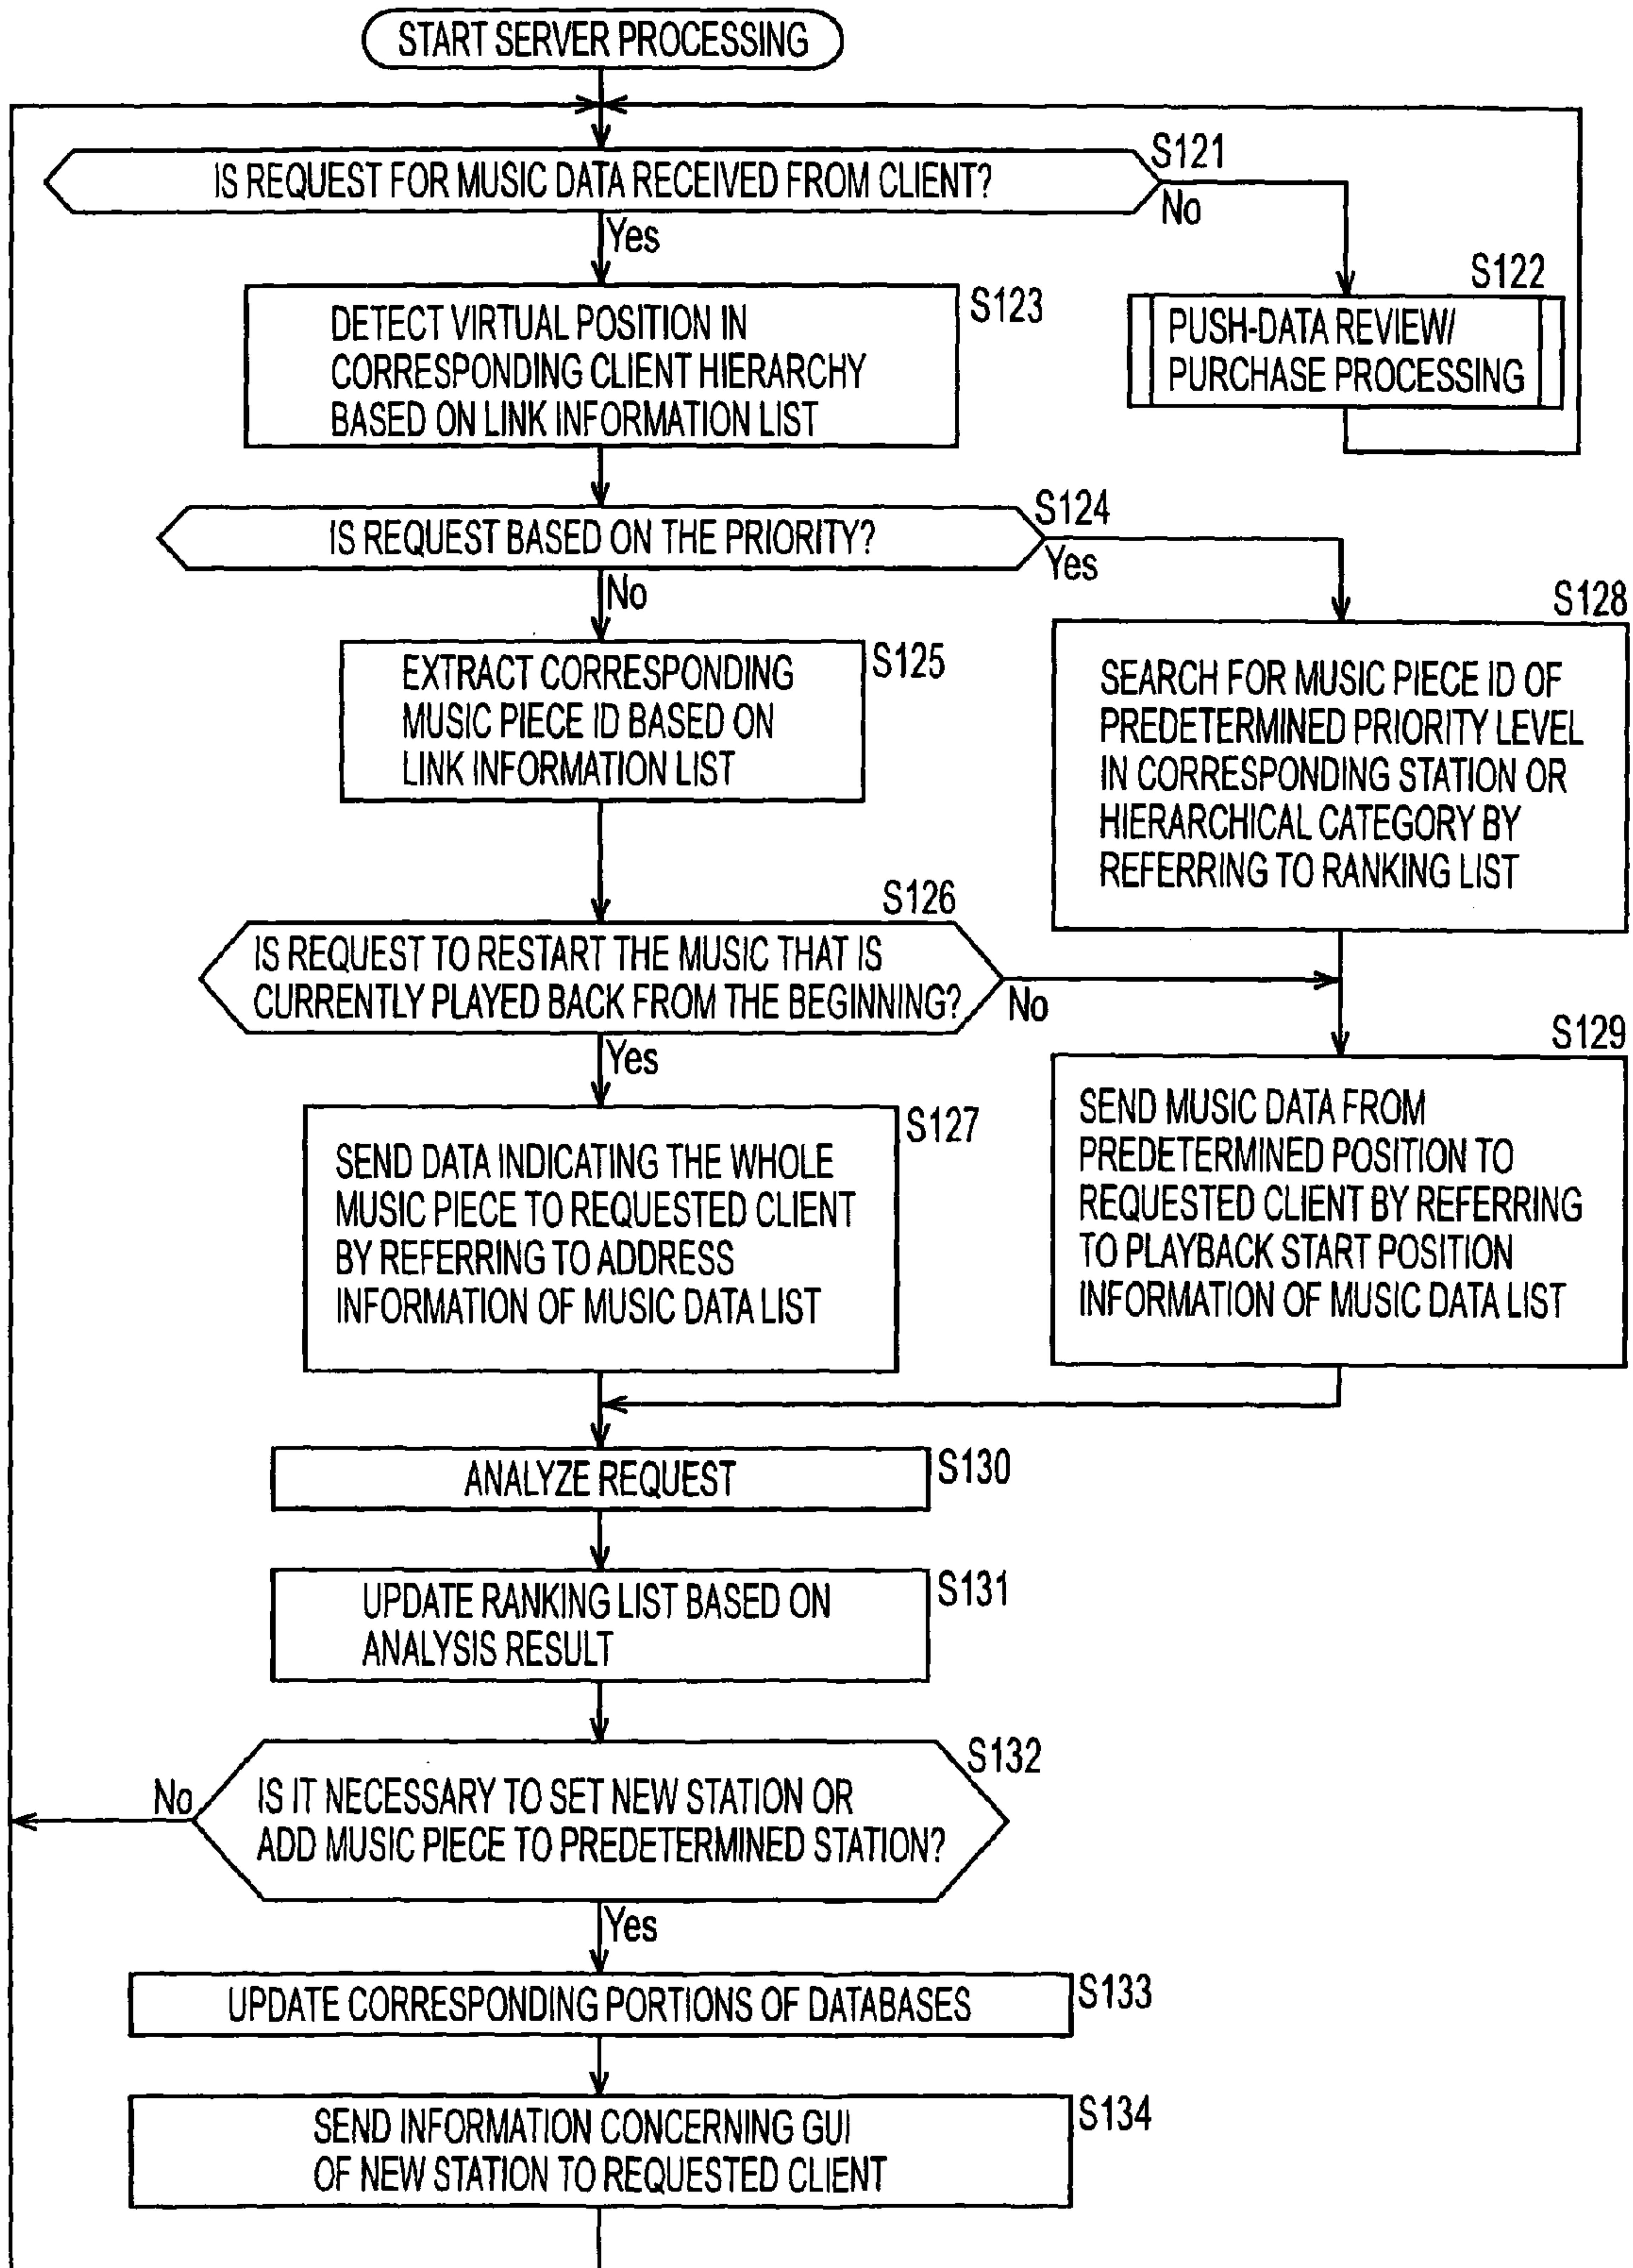 START SERVER PROCESSING
IS REQUEST FOR MUSIC DATA RECEIVED FROM CLIENT?
S121
No
Yes
S122
PUSH-DATA REVIEW/
PURCHASE PROCESSING
S123
DETECT VIRTUAL POSITION IN
CORRESPONDING CLIENT HIERARCHY
BASED ON LINK INFORMATION LIST
S124
IS REQUEST BASED ON THE PRIORITY?
Yes
No
S125
EXTRACT CORRESPONDING
MUSIC PIECE ID BASED ON
LINK INFORMATION LIST
S128
SEARCH FOR MUSIC PIECE ID OF
PREDETERMINED PRIORITY LEVEL
IN CORRESPONDING STATION OR
HIERARCHICAL CATEGORY BY
REFERRING TO RANKING LIST
S126
IS REQUEST TO RESTART THE MUSIC THAT IS
CURRENTLY PLAYED BACK FROM THE BEGINNING?
No
Yes
S127
SEND DATA INDICATING THE WHOLE
MUSIC PIECE TO REQUESTED CLIENT
BY REFERRING TO ADDRESS
INFORMATION OF MUSIC DATA LIST
S129
SEND MUSIC DATA FROM
PREDETERMINED POSITION TO
REQUESTED CLIENT BY REFERRING
TO PLAYBACK START POSITION
INFORMATION OF MUSIC DATA LIST
S130
ANALYZE REQUEST
S131
UPDATE RANKING LIST BASED ON
ANALYSIS RESULT
S132
No
IS IT NECESSARY TO SET NEW STATION OR
ADD MUSIC PIECE TO PREDETERMINED STATION?
Yes
S133
UPDATE CORRESPONDING PORTIONS OF DATABASES
S134
SEND INFORMATION CONCERNING GUI
OF NEW STATION TO REQUESTED CLIENT